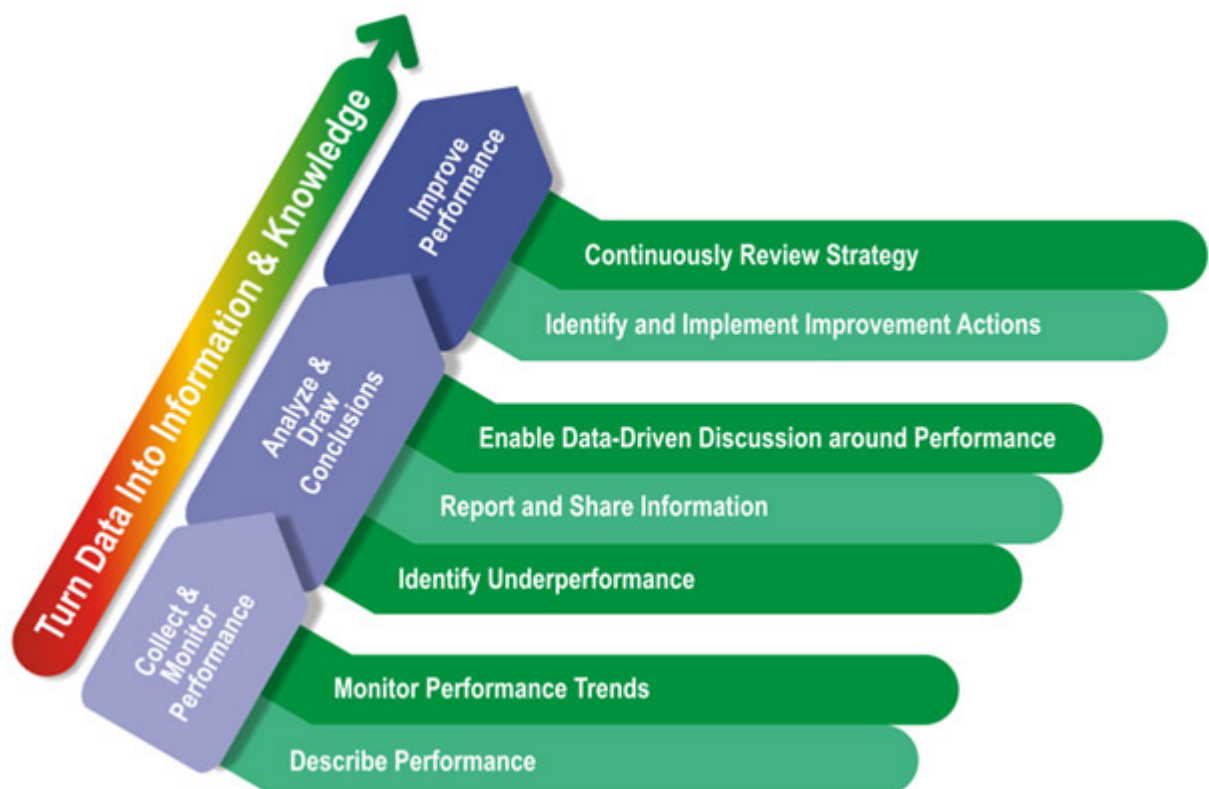 Turn Data Into Information & Knowledge
Improve
Performance
Continuously Review Strategy
Identify and Implement Improvement Actions
Analyze &
Draw
Conclusions
Enable Data-Driven Discussion around Performance
Report and Share Information
Identify Underperformance
Collect &
Monitor
Performance
Monitor Performance Trends
Describe Performance